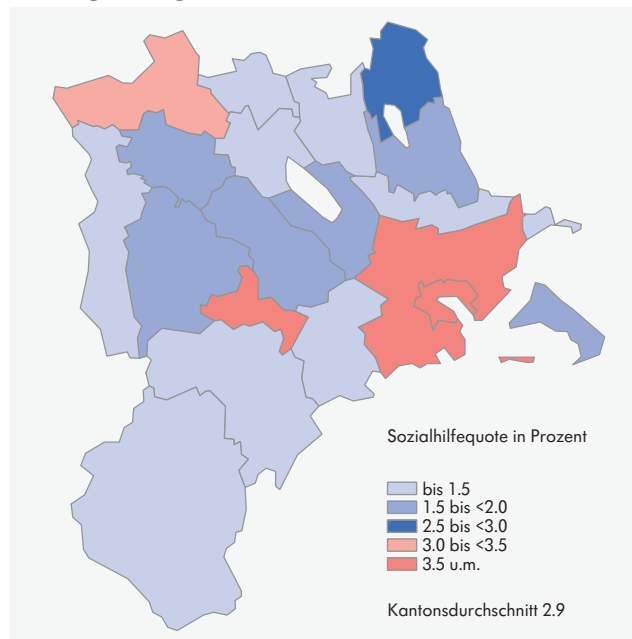 Sozialhilfequote in Prozent
bis 1.5
1.5 bis <2.0
2.5 bis <3.0
3.0 bis <3.5
3.5 u.m.
Kantonsdurchschnitt 2.9